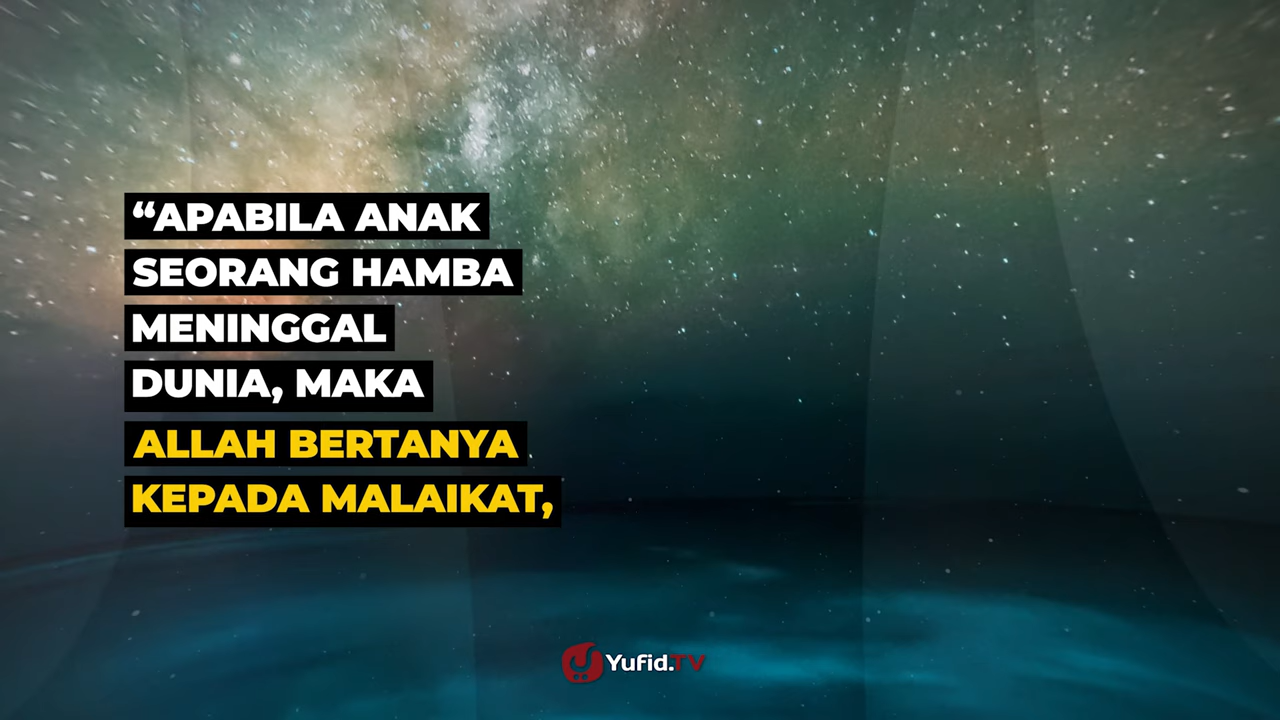 “APABILA ANAK
SEORANG HAMBA
MENINGGAL
DUNIA, MAKA
ALLAH BERTANYA
KEPADA MALAIKAT,
Yufid.TV